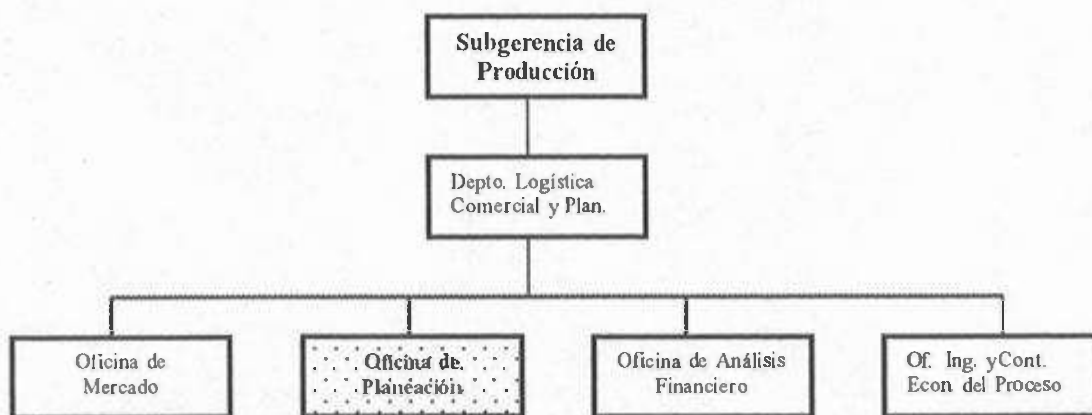 Subgerencia de
Producción
Depto. Logística
Comercial y Plan.
Oficina de
Mercado
Oficina de
Planeación
Oficina de Análisis
Financiero
Of. Ing. yCont.
Econ del Proceso